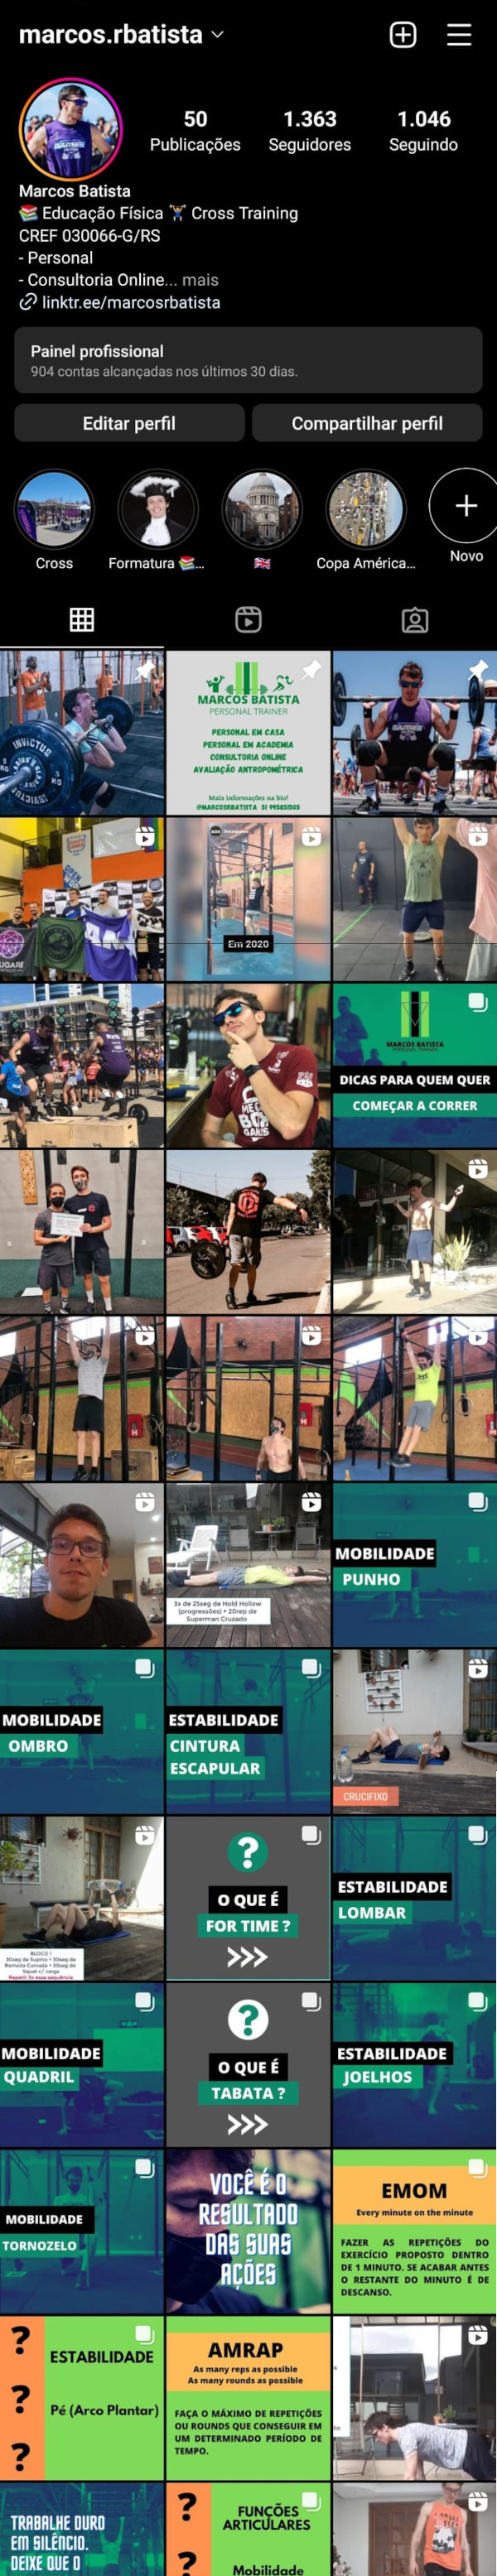 marcos.rbatista
50
1.363
1.046
Publicações
Seguidores
Seguindo
Marcos Batista
📚 Educação Física 🏋 Cross Training
CREF 030066-G/RS
- Personal
- Consultoria Online... mais
linktr.ee/marcosrbatista
Painel profissional
904 contas alcançadas nos últimos 30 dias.
Editar perfil
Compartilhar perfil
Cross
Formatura 📚...
🇬🇧
Copa América...
Novo
INVICTUS
INVICTUS
KG
KG
MARCOS BATISTA
PERSONAL TRAINER
PERSONAL EM CASA
PERSONAL EM ACADEMIA
CONSULTORIA ONLINE
AVALIAÇÃO ANTROPOMÉTRICA
Mais informações na bio!
@MARCOSRBATISTA 51 995851505
GAMES
OPEN
UGARE
Em 2020
MARCOS BATISTA
PERSONAL TRAINER
DICAS PARA QUEM QUER
COMEÇAR A CORRER
3x de 25seg de Hold Hollow
(progressões) + 20rep de
Superman Cruzado
MOBILIDADE
PUNHO
MOBILIDADE
OMBRO
ESTABILIDADE
CINTURA
ESCAPULAR
CRUCIFIXO
BLOCO 1
30seg de Supino + 30seg de
Remada Curvada + 30seg de
Squat c/ carga
Repetir 3x essa sequência
O QUE É
FOR TIME ?
>>>
ESTABILIDADE
LOMBAR
MOBILIDADE
QUADRIL
O QUE É
TABATA ?
>>>
ESTABILIDADE
JOELHOS
MOBILIDADE
TORNOZELO
VOCÊ É O
RESULTADO
DAS SUAS
AÇÕES
EMOM
Every minute on the minute
FAZER AS REPETIÇÕES DO
EXERCÍCIO PROPOSTO DENTRO
DE 1 MINUTO. SE ACABAR ANTES
O RESTANTE DO MINUTO É DE
DESCANSO.
?
?
?
ESTABILIDADE
Pé (Arco Plantar)
AMRAP
As many reps as possible
As many rounds as possible
FAÇA O MÁXIMO DE REPETIÇÕES
OU ROUNDS QUE CONSEGUIR EM
UM DETERMINADO PERÍODO DE
TEMPO.
TRABALHE DURO
EM SILÊNCIO.
DEIXE QUE O
?
?
FUNÇÕES
ARTICULARES
Mobilidade